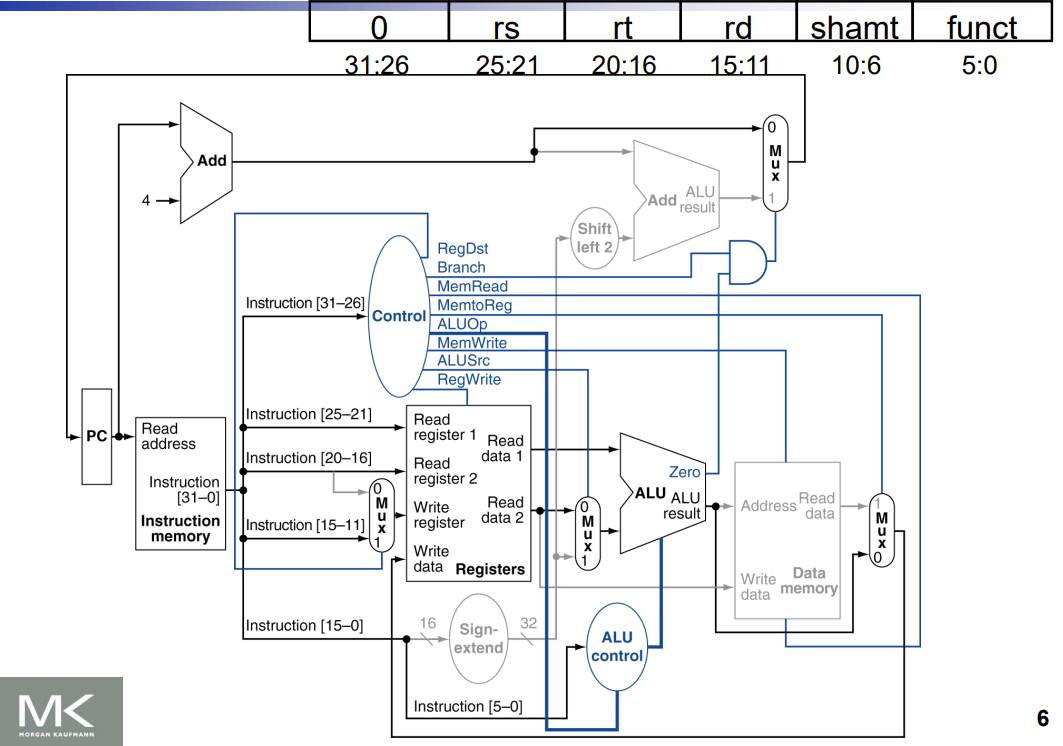 0 rs rt rd shamt funct
31:26 25:21 20:16 15:11 10:6 5:0
Add
4
Add
ALU
result
Shift
left 2
0
Mux
1
RegDst
Branch
MemRead
MemtoReg
ALUOp
MemWrite
ALUSrc
RegWrite
Control
Instruction [31–26]
Instruction [25–21]
Instruction [20–16]
Instruction [15–11]
Instruction [15–0]
Instruction [5–0]
PC
Read
address
Instruction
[31–0]
Instruction
memory
0
Mux
1
Read
register 1
Read
register 2
Write
register
Write
data
Read
data 1
Read
data 2
Registers
16
Sign-
extend
32
0
Mux
1
Zero
ALU
ALU
result
ALU
control
Address
Read
data
Write
data
Data
memory
1
Mux
0
MK
MORGAN KAUFMANN
6